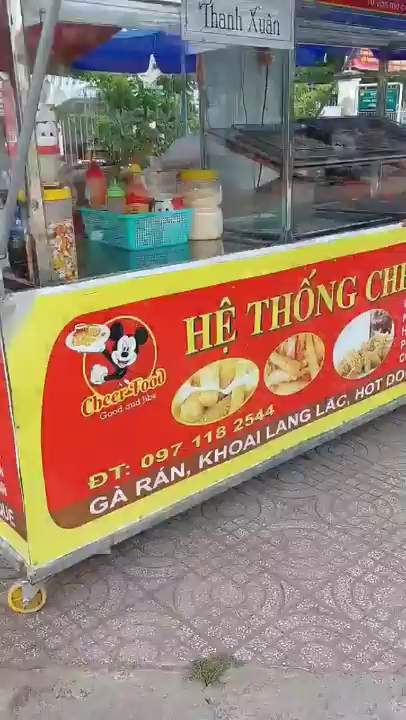 Thanh Xuân
HỆ THỐNG CHE
Cheer-Food
Good and like
ĐT: 097 118 2544
GÀ RÁN, KHOAI LANG LẮC, HOT DO